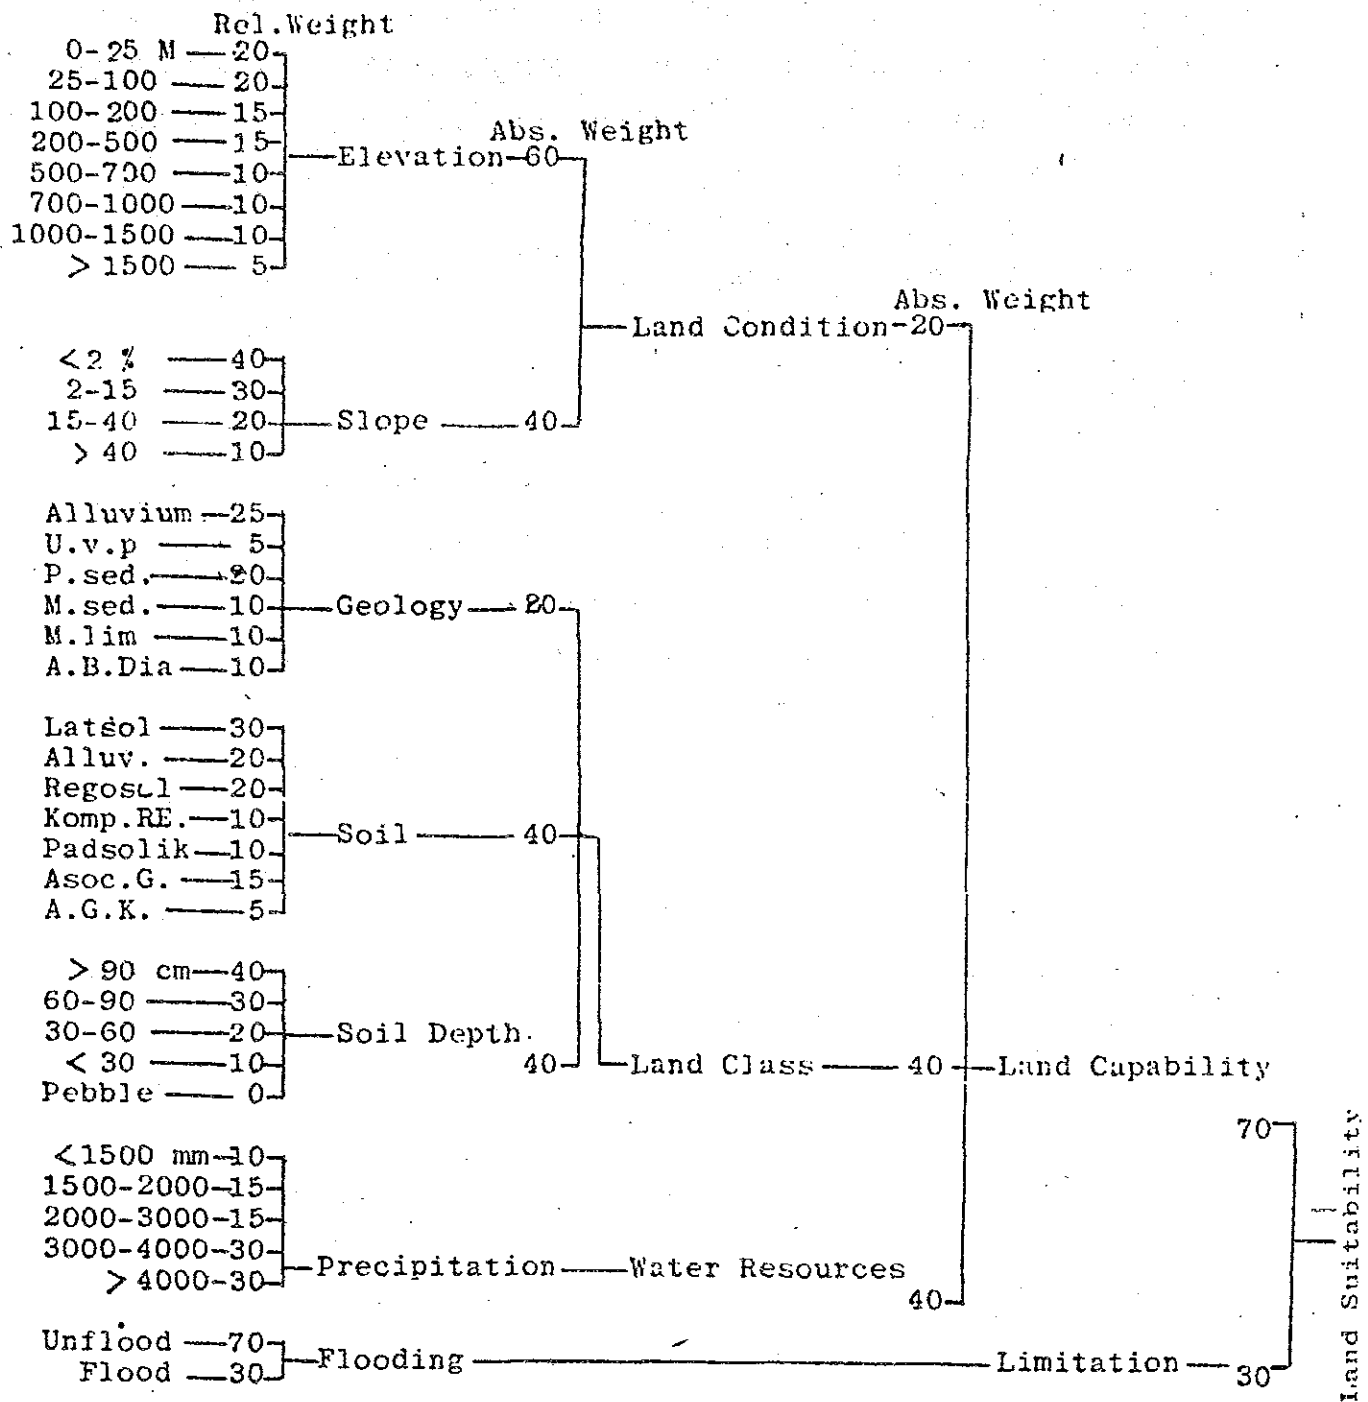 Rel.Weight
0-25 M 20
25-100 20
100-200 15
200-500 15
500-700 10
700-1000 10
1000-1500 10
> 1500 5
Elevation 60
Abs. Weight
<2 % 40
2-15 30
15-40 20
> 40 10
Slope 40
Land Condition 20
Abs. Weight
Alluvium 25
U.v.p 5
P.sed. 20
M.sed. 10
M.lim 10
A.B.Dia 10
Geology 20
Latsol 30
Alluv. 20
Regosol 20
Komp.RE. 10
Padsolik 10
Asoc.G. 15
A.G.K. 5
Soil 40
> 90 cm 40
60-90 30
30-60 20
< 30 10
Pebble 0
Soil Depth 40
Land Class 40
Land Capability
70
<1500 mm 10
1500-2000 15
2000-3000 15
3000-4000 30
> 4000 30
Precipitation
Water Resources
40
Unflood 70
Flood 30
Flooding
Limitation 30
Land Suitability